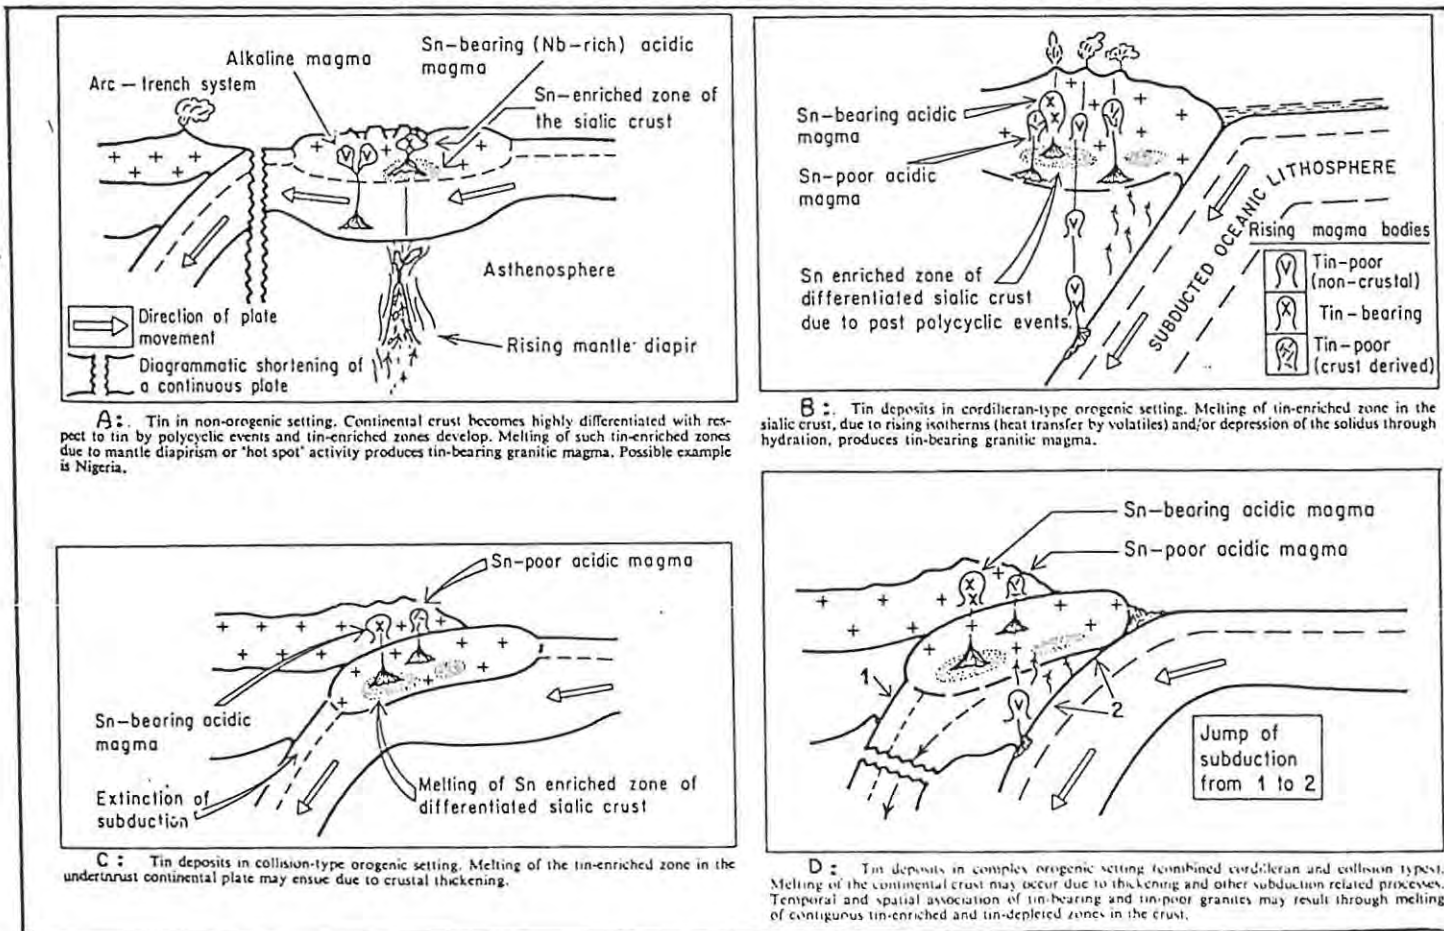 Arc – trench system
Alkaline magma
Sn–bearing (Nb–rich) acidic
magma
Sn–enriched zone of
the sialic crust
Asthenosphere
Rising mantle diapir
Direction of plate
movement
Diagrammatic shortening of
a continuous plate
A:. Tin in non-orogenic setting. Continental crust becomes highly differentiated with res-
pect to tin by polycyclic events and tin-enriched zones develop. Melting of such tin-enriched zones
due to mantle diapirism or 'hot spot' activity produces tin-bearing granitic magma. Possible example
is Nigeria.
Sn–bearing acidic
magma
Sn–poor acidic
magma
Sn enriched zone of
differentiated sialic crust
due to past polycyclic events.
SUBDUCTED OCEANIC LITHOSPHERE
Rising magma bodies
Tin–poor
(non–crustal)
Tin–bearing
Tin–poor
(crust derived)
B:. Tin deposits in cordilleran-type orogenic setting. Melting of tin-enriched zone in the
sialic crust, due to rising isotherms (heat transfer by volatiles) and/or depression of the solidus through
hydration, produces tin-bearing granitic magma.
Sn–poor acidic magma
Sn–bearing acidic
magma
Extinction of
subduction
Melting of Sn enriched zone of
differentiated sialic crust
C: Tin deposits in collision-type orogenic setting. Melting of the tin-enriched zone in the
underthrust continental plate may ensue due to crustal thickening.
Sn–bearing acidic magma
Sn–poor acidic magma
1
2
Jump of
subduction
from 1 to 2
D: Tin deposits in complex orogenic setting (combined cordilleran and collision types).
Melting of the continental crust may occur due to thickening and other subduction related processes.
Temporal and spatial association of tin-bearing and tin-poor granites may result through melting
of contiguous tin-enriched and tin-depleted zones in the crust.